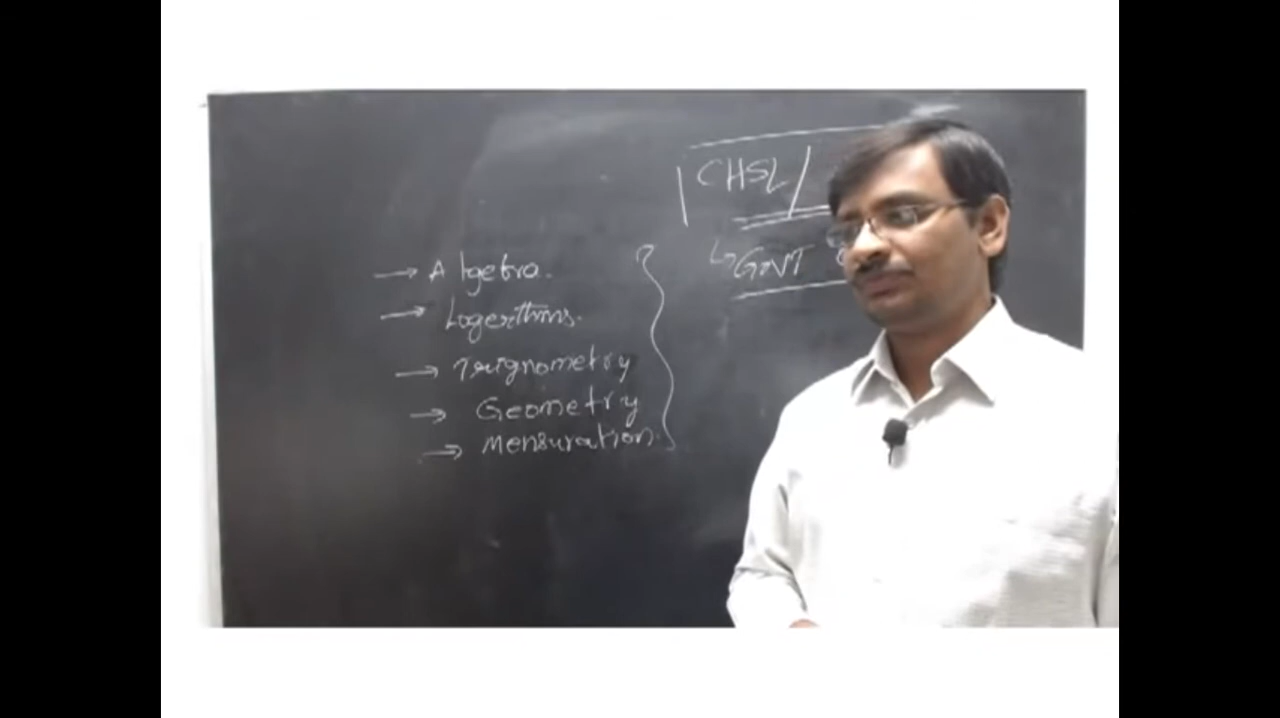 CHSL
GOVT
→ Algebra.
→ Logerithms.
→ Trignometry
→ Geometry
→ Mensuration.